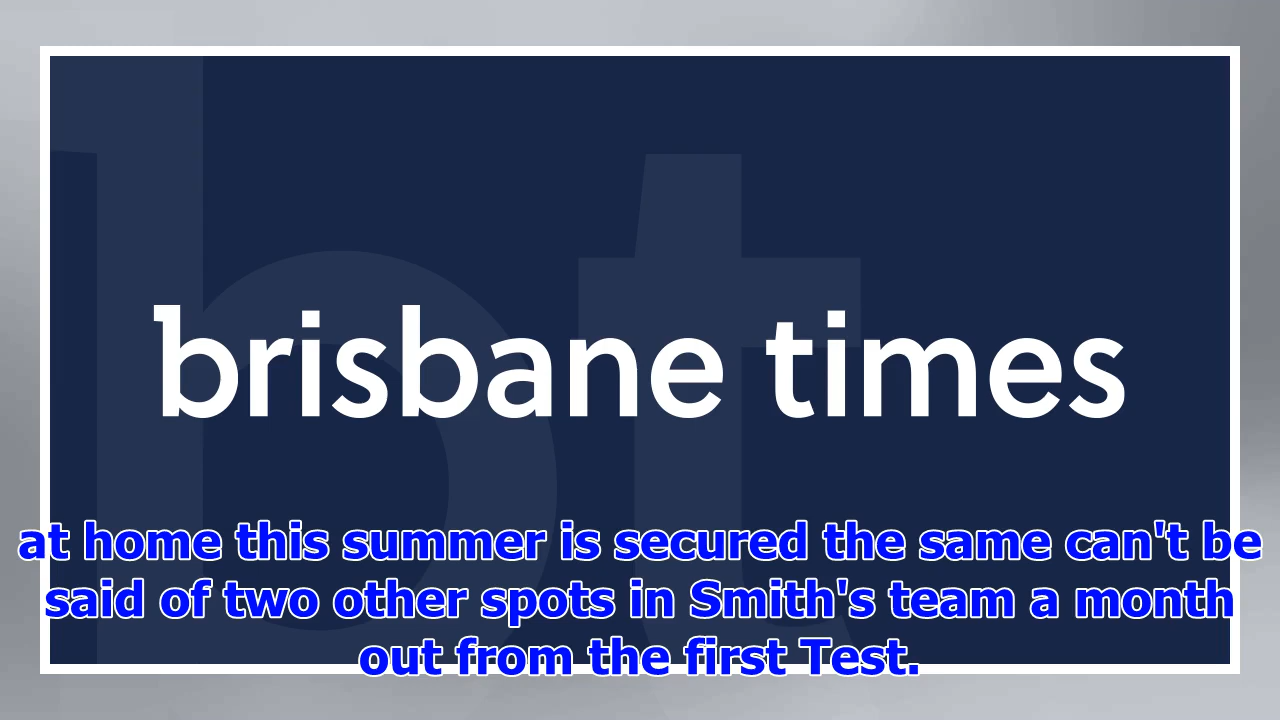 brisbane times
at home this summer is secured the same can't be
said of two other spots in Smith's team a month
out from the first Test.